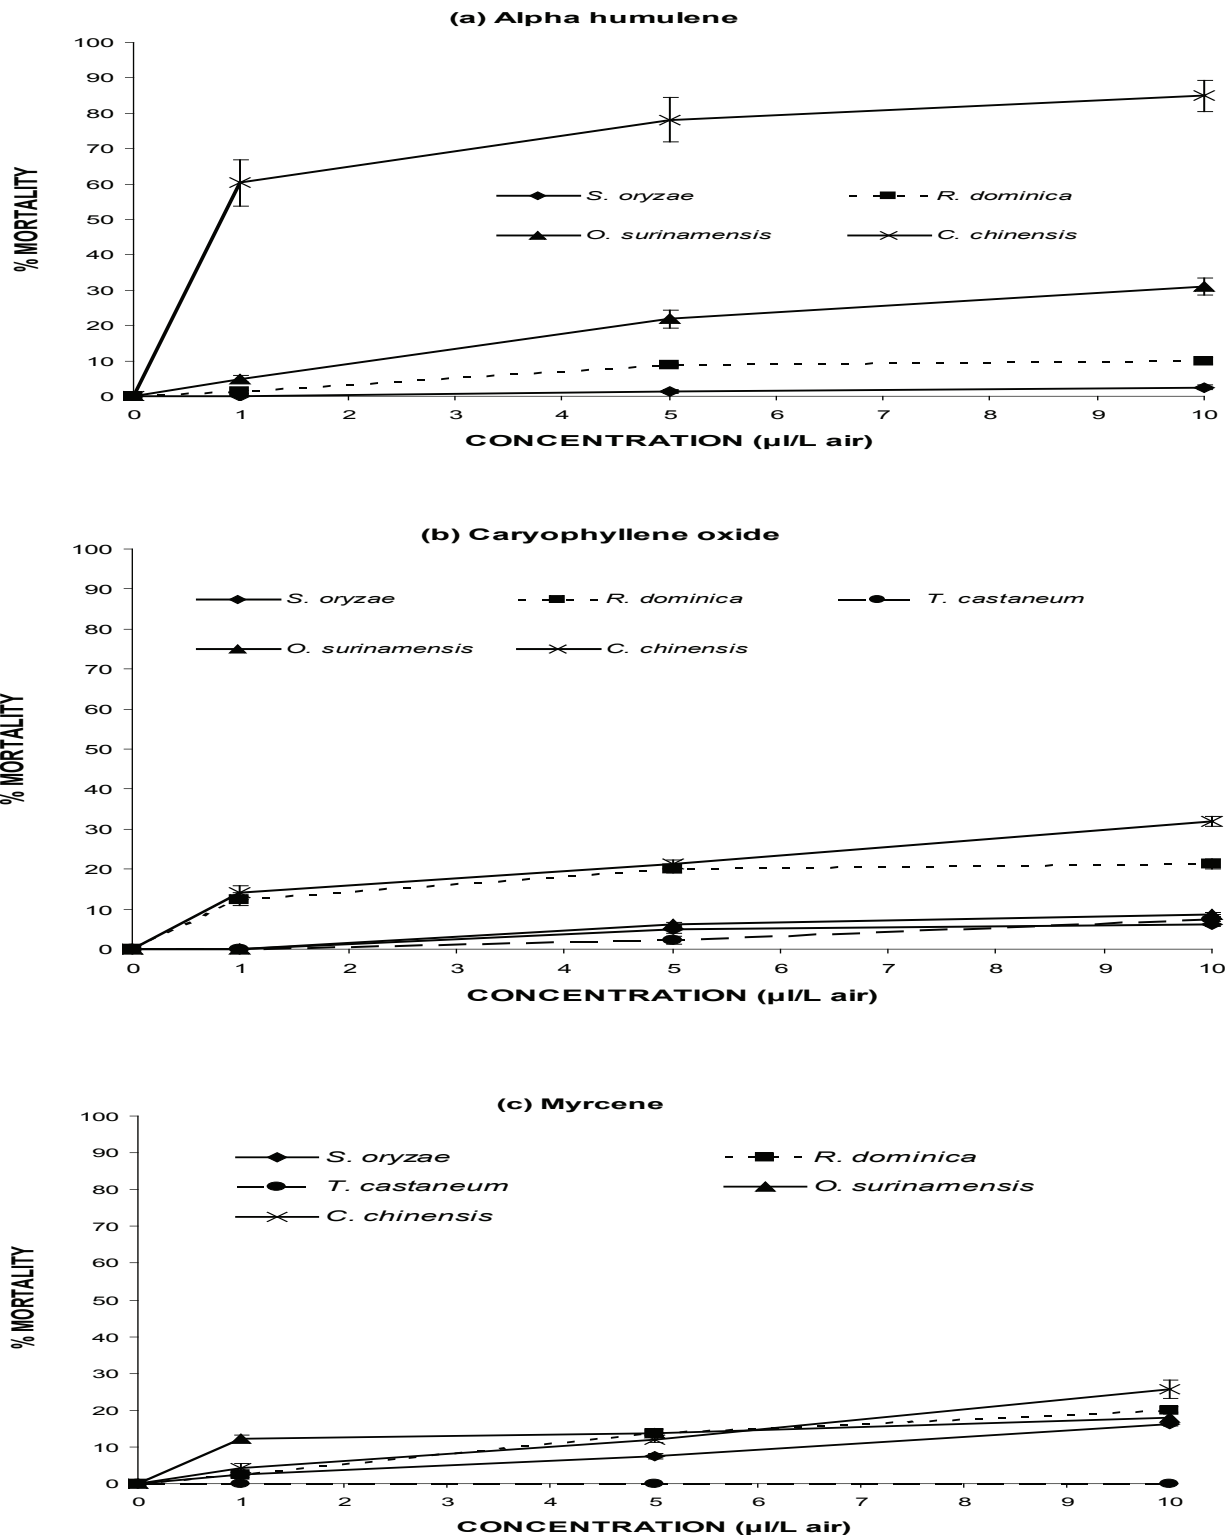 (a) Alpha humulene
100
90
80
70
60
50
40
30
20
10
0
% MORTALITY
S. oryzae
R. dominica
O. surinamensis
C. chinensis
0 1 2 3 4 5 6 7 8 9 10
CONCENTRATION (µl/L air)
(b) Caryophyllene oxide
100
90
80
70
60
50
40
30
20
10
0
% MORTALITY
S. oryzae
R. dominica
T. castaneum
O. surinamensis
C. chinensis
0 1 2 3 4 5 6 7 8 9 10
CONCENTRATION (µl/L air)
(c) Myrcene
100
90
80
70
60
50
40
30
20
10
0
% MORTALITY
S. oryzae
R. dominica
T. castaneum
O. surinamensis
C. chinensis
0 1 2 3 4 5 6 7 8 9 10
CONCENTRATION (µl/L air)